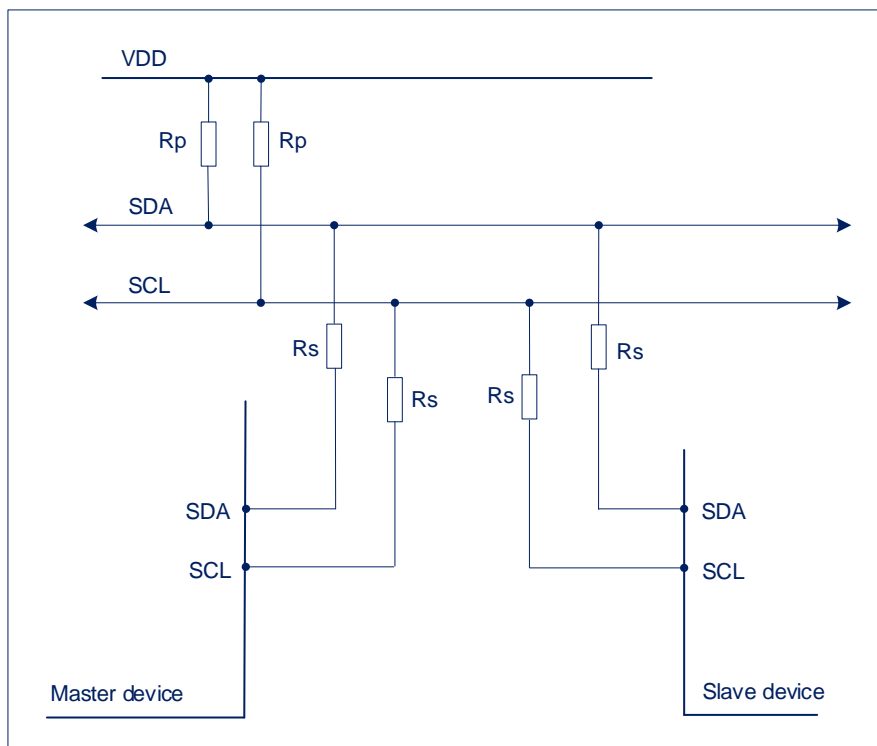 VDD
Rp
Rp
SDA
SCL
Rs
Rs
Rs
Rs
SDA
SDA
SCL
SCL
Master device
Slave device